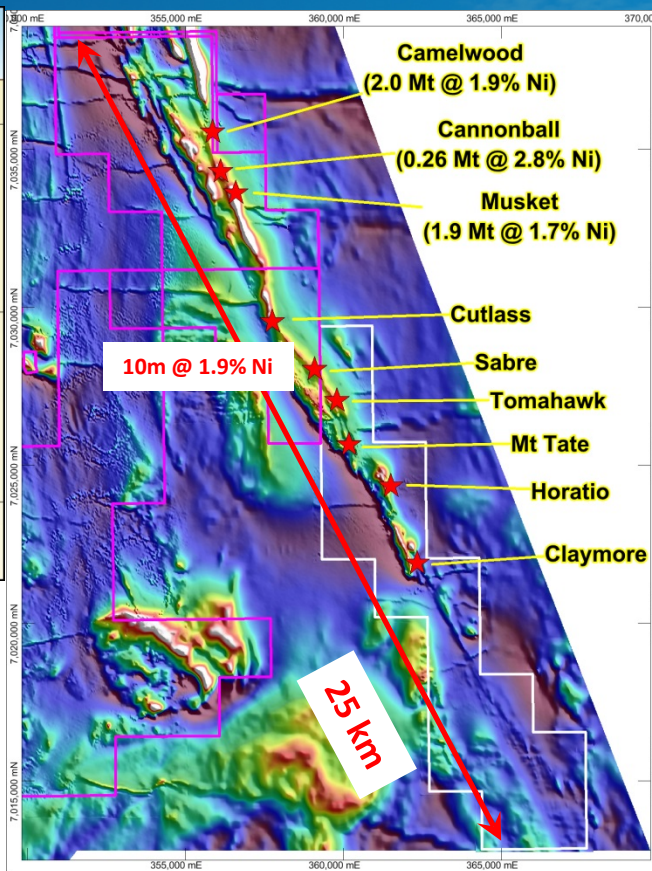 355,000 mE
360,000 mE
365,000 mE
370,0
Camelwood
(2.0 Mt @ 1.9% Ni)
Cannonball
(0.26 Mt @ 2.8% Ni)
Musket
(1.9 Mt @ 1.7% Ni)
Cutlass
10m @ 1.9% Ni
Sabre
Tomahawk
Mt Tate
Horatio
Claymore
25 km
7,035,000 mN
7,030,000 mN
7,025,000 mN
7,020,000 mN
7,015,000 mN
355,000 mE
360,000 mE
365,000 mE